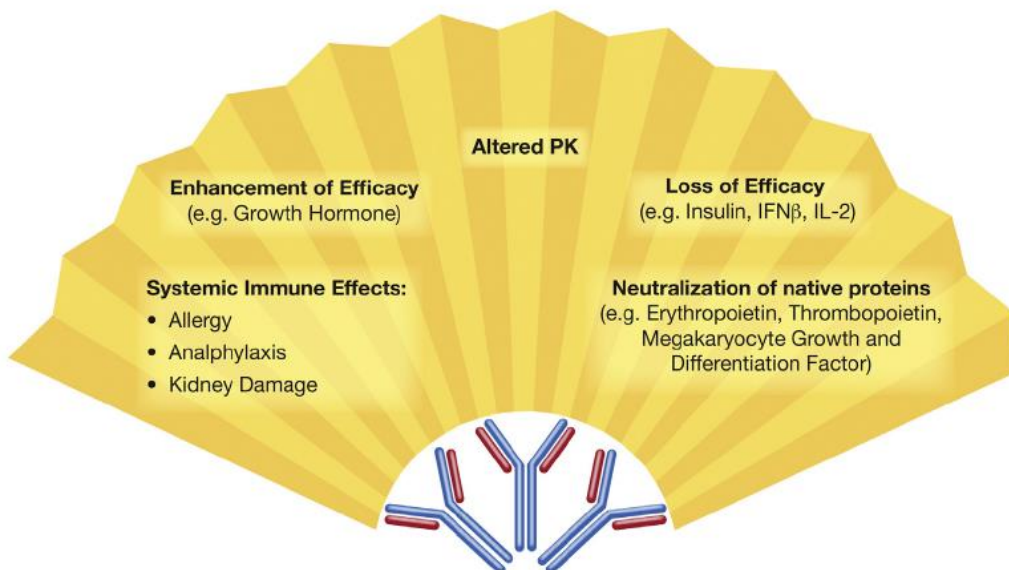 Altered PK
Enhancement of Efficacy
(e.g. Growth Hormone)
Loss of Efficacy
(e.g. Insulin, IFNβ, IL-2)
Systemic Immune Effects:
• Allergy
• Analphylaxis
• Kidney Damage
Neutralization of native proteins
(e.g. Erythropoietin, Thrombopoietin,
Megakaryocyte Growth and
Differentiation Factor)